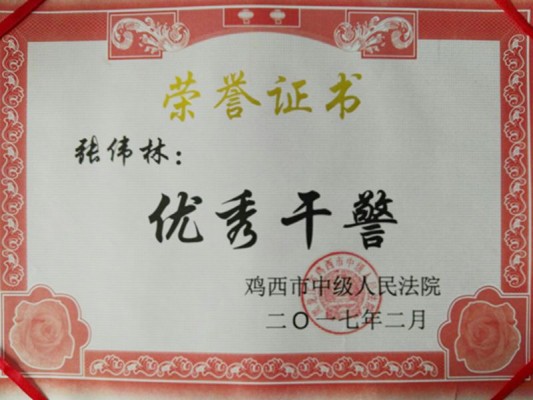 荣誉证书
张伟林：
优秀干警
鸡西市中级人民法院
二〇一七年二月